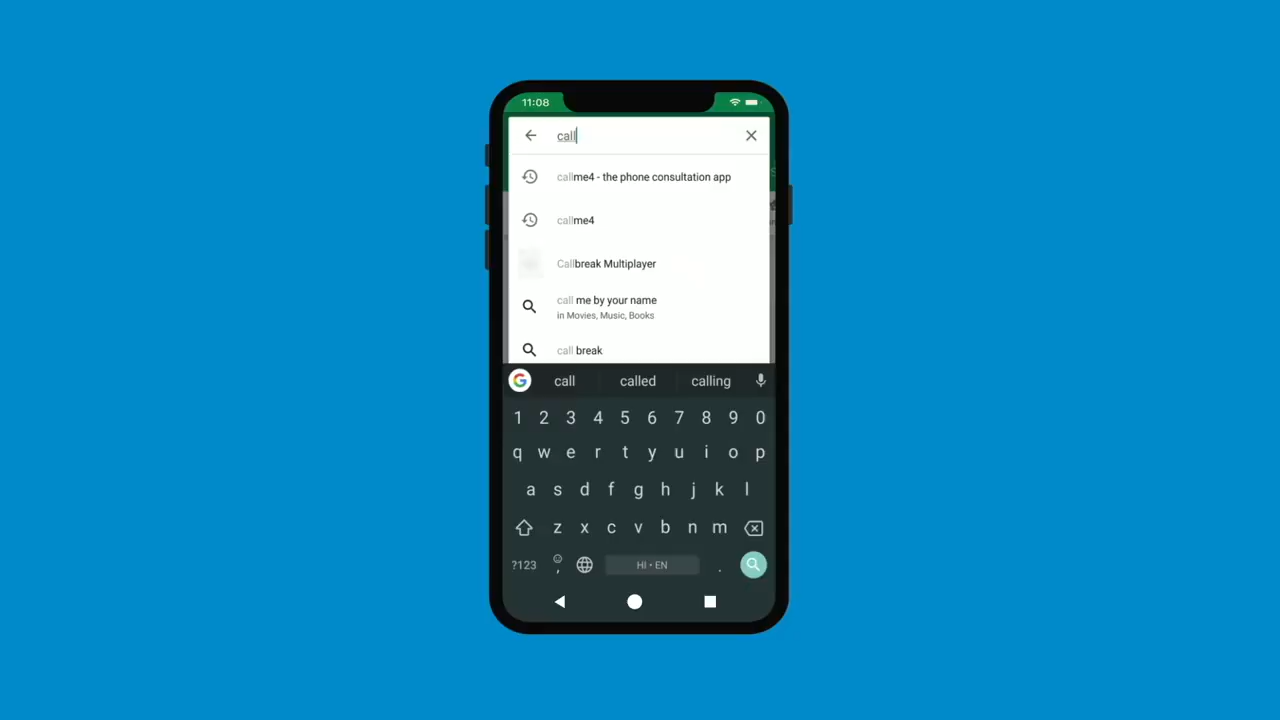 11:08
call
callme4 - the phone consultation app
callme4
Callbreak Multiplayer
call me by your name
in Movies, Music, Books
call break
G call called calling
1 2 3 4 5 6 7 8 9 0
q w e r t y u i o p
a s d f g h j k l
z x c v b n m
?123 , HI • EN .